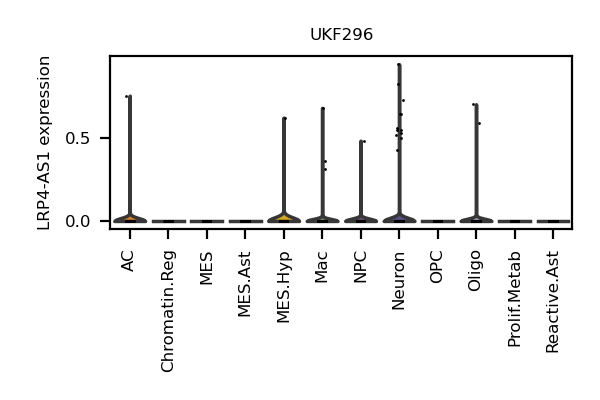 UKF296
LRP4-AS1 expression
0.5
0.0
AC
Chromatin.Reg
MES
MES.Ast
MES.Hyp
Mac
NPC
Neuron
OPC
Oligo
Prolif.Metab
Reactive.Ast